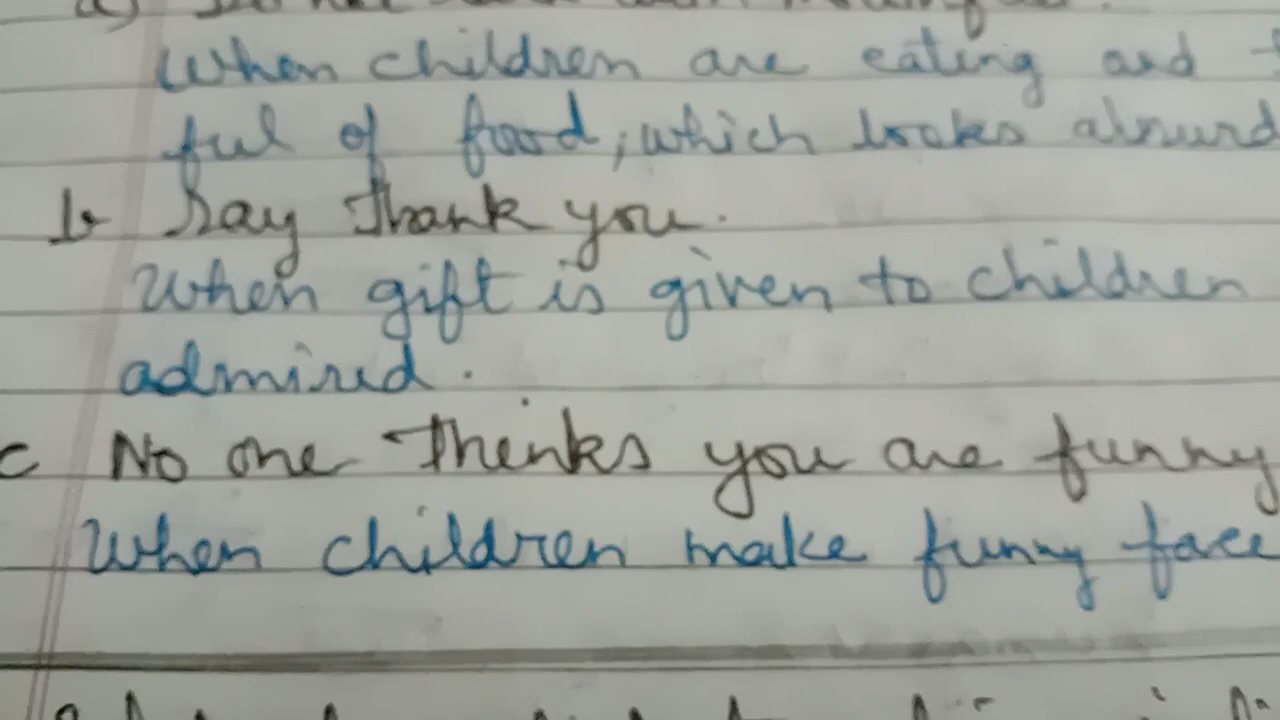 When children are eating and
ful of food, which looks absurd
b Say Thank you.
When gift is given to children
admired.
c No one Thinks you are funny
When children make funny face